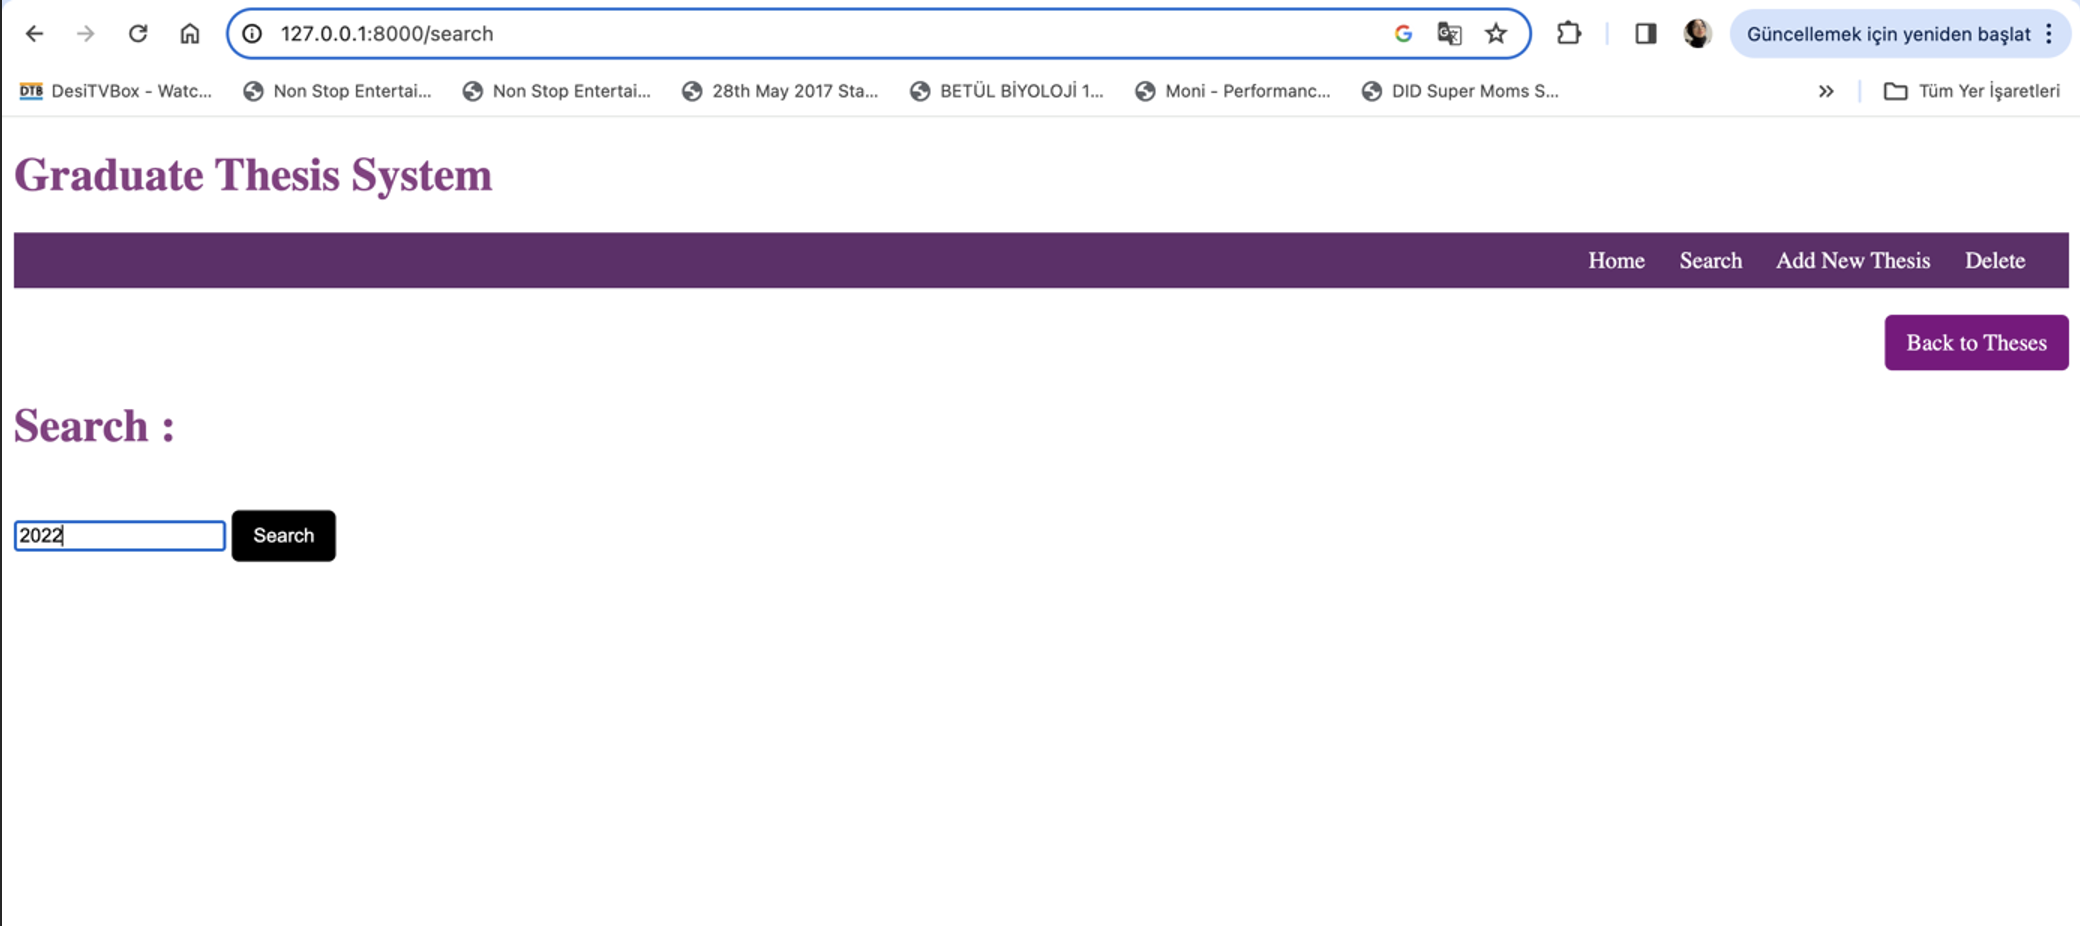 127.0.0.1:8000/search
Güncellemek için yeniden başlat
DTB DesiTVBox - Watc...
Non Stop Entertai...
Non Stop Entertai...
28th May 2017 Sta...
BETÜL BİYOLOJİ 1...
Moni - Performanc...
DID Super Moms S...
Tüm Yer İşaretleri
Graduate Thesis System
Home Search Add New Thesis Delete
Back to Theses
Search :
2022 Search